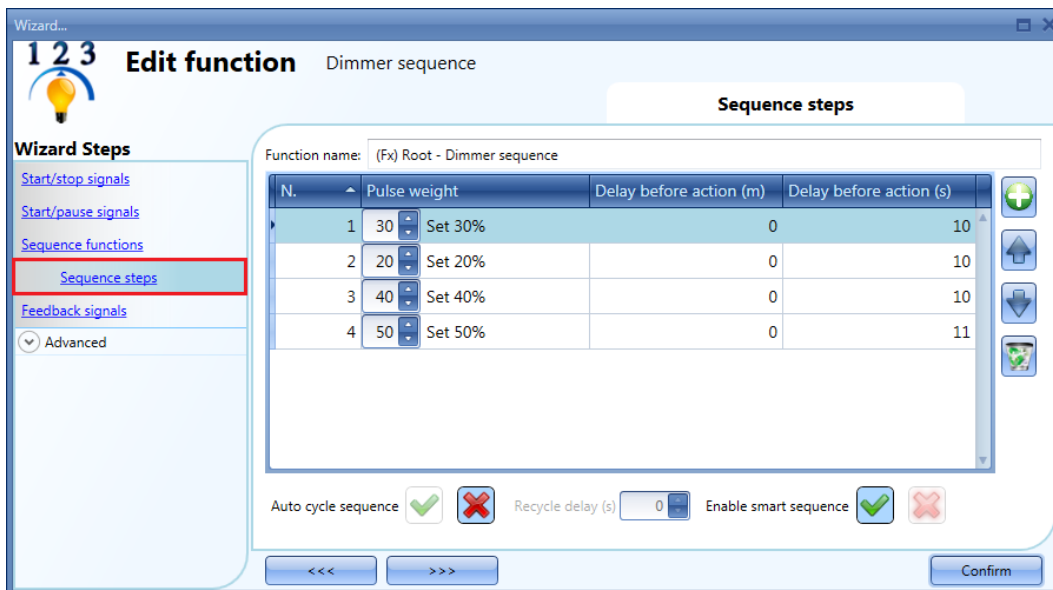 Wizard...
1 2 3
Edit function Dimmer sequence
Sequence steps
Wizard Steps
Start/stop signals
Start/pause signals
Sequence functions
Sequence steps
Feedback signals
Advanced
Function name: (Fx) Root - Dimmer sequence
N. Pulse weight Delay before action (m) Delay before action (s)
1 30 Set 30% 0 10
2 20 Set 20% 0 10
3 40 Set 40% 0 10
4 50 Set 50% 0 11
Auto cycle sequence Recycle delay (s) 0 Enable smart sequence
<<< >>> Confirm